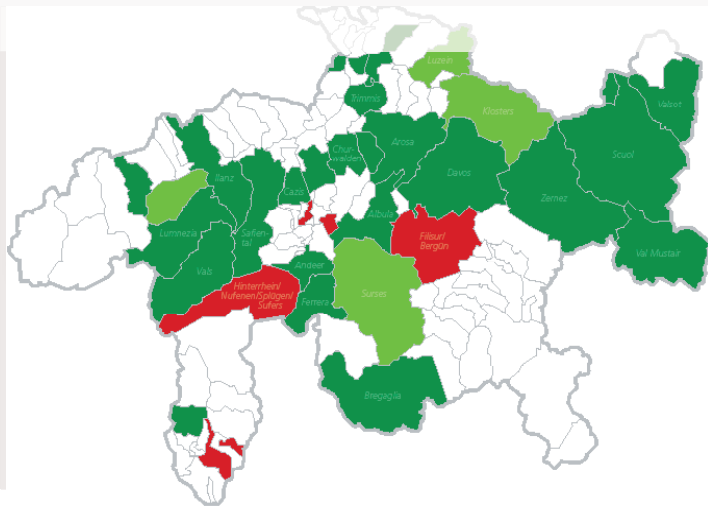 Luzein
Trimmis
Klosters
Valsot
Chur-
walden
Arosa
Scuol
Ilanz
Cazis
Davos
Zernez
Albula
Lumnezia
Safien-
tal
Filisur/
Bergün
Val Müstair
Vals
Andeer
Hinterrhein/
Nufenen/Splügen/
Sufers
Ferrera
Surses
Bregaglia